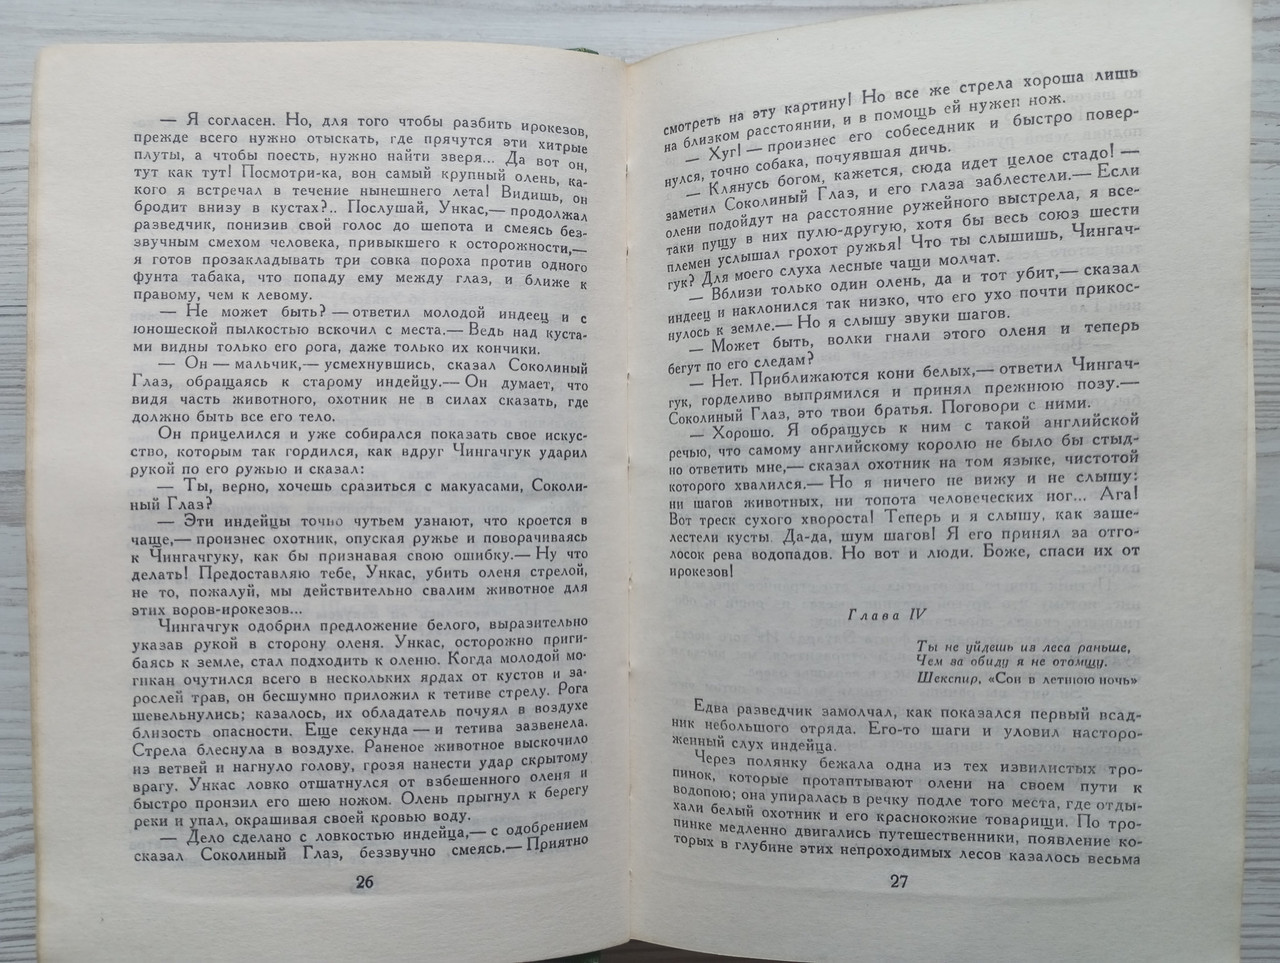 — Я согласен. Но, для того чтобы разбить ирокезов,
прежде всего нужно отыскать, где прячутся эти хитрые
плуты, а чтобы поесть, нужно найти зверя... Да вот он,
тут как тут! Посмотри-ка, вон самый крупный олень, ка-
кого я встречал в течение нынешнего лета! Видишь, он
бродит внизу в кустах?.. Послушай, Ункас,— продолжал
разведчик, понизив свой голос до шепота и смеясь без-
звучным смехом человека, привыкшего к осторожности,—
я готов прозакладывать три совка пороха против одного
фунта табака, что попаду ему между глаз, и ближе к
правому, чем к левому.
— Не может быть? — ответил молодой индеец и с
юношеской пылкостью вскочил с места.— Ведь над куста-
ми видны только его рога, даже только их кончики.
— Он — мальчик,— усмехнувшись, сказал Соколиный
Глаз, обращаясь к старому индейцу.— Он думает, что
видя часть животного, охотник не в силах сказать, где
должно быть все его тело.
Он прицелился и уже собирался показать свое искус-
ство, которым так гордился, как вдруг Чингачгук ударил
рукой по его ружью и сказал:
— Ты, верно, хочешь сразиться с макуасами, Соколи-
ный Глаз?
— Эти индейцы точно чутьем узнают, что кроется в
чаще,— произнес охотник, опуская ружье и поворачиваясь
к Чингачгуку, как бы признавая свою ошибку.— Ну что
делать! Предоставляю тебе, Ункас, убить оленя стрелой,
не то, пожалуй, мы действительно свалим животное для
этих воров-ирокезов...
Чингачгук одобрил предложение белого, выразительно
указав рукой в сторону оленя. Ункас, осторожно приги-
баясь к земле, стал подходить к оленю. Когда молодой мо-
гикан очутился всего в нескольких ярдах от кустов и за-
рослей трав, он бесшумно приложил к тетиве стрелу. Рога
шевельнулись; казалось, их обладатель почуял в воздухе
близость опасности. Еще секунда — и тетива зазвенела.
Стрела блеснула в воздухе. Раненое животное выскочило
из ветвей и нагнуло голову, грозя нанести удар скрытому
врагу. Ункас ловко отшатнулся от взбешенного оленя и
быстро пронзил его шею ножом. Олень прыгнул к берегу
реки и упал, окрашивая своей кровью воду.
— Дело сделано с ловкостью индейца,— с одобрением
сказал Соколиный Глаз, беззвучно смеясь.— Приятно
26
смотреть на эту картину! Но все же стрела хороша лишь
на близком расстоянии, и в помощь ей нужен нож.
— Хуг! — произнес его собеседник и быстро повер-
нулся, точно собака, почуявшая дичь.
— Клянусь богом, кажется, сюда идет целое стадо! —
заметил Соколиный Глаз, и его глаза заблестели.— Если
олени подойдут на расстояние ружейного выстрела, я все-
таки пущу в них пулю-другую, хотя бы весь союз шести
племен услышал грохот ружья! Что ты слышишь, Чингач-
гук? Для моего слуха лесные чащи молчат.
— Вблизи только один олень, да и тот убит,— сказал
индеец и наклонился так низко, что его ухо почти прикос-
нулось к земле.— Но я слышу звуки шагов.
— Может быть, волки гнали этого оленя и теперь
бегут по его следам?
— Нет. Приближаются кони белых,— ответил Чингач-
гук, горделиво выпрямился и принял прежнюю позу.—
Соколиный Глаз, это твои братья. Поговори с ними.
— Хорошо. Я обращусь к ним с такой английской
речью, что самому английскому королю не было бы стыд-
но ответить мне,— сказал охотник на том языке, чистотой
которого хвалился.— Но я ничего не вижу и не слышу:
ни шагов животных, ни топота человеческих ног... Ага!
Вот треск сухого хвороста! Теперь и я слышу, как заше-
лестели кусты. Да-да, шум шагов! Я его принял за отго-
лосок рева водопадов. Но вот и люди. Боже, спаси их от
ирокезов!
Глава IV
Ты не уйдешь из леса раньше,
Чем за обиду я не отомщу.
Шекспир, «Сон в летнюю ночь»
Едва разведчик замолчал, как показался первый всад-
ник небольшого отряда. Его-то шаги и уловил насторо-
женный слух индейца.
Через полянку бежала одна из тех извилистых тро-
пинок, которые протаптывают олени на своем пути к
водопою; она упиралась в речку подле того места, где отды-
хали белый охотник и его краснокожие товарищи. По тро-
пинке медленно двигались путешественники, появление ко-
торых в глубине этих непроходимых лесов казалось весьма
27